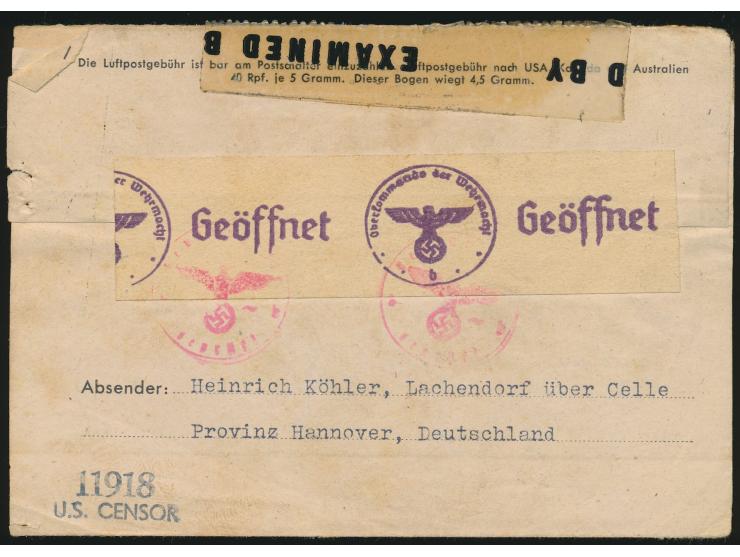 EXAMINED B
D BY
Die Luftpostgebühr ist bar am Postschalter einzuzahlen. Luftpostgebühr nach USA, Kanada Australien
40 Rpf. je 5 Gramm. Dieser Bogen wiegt 4,5 Gramm.
der Wehrmacht
Geöffnet
Oberkommando der Wehrmacht
b
Geöffnet
Absender: Heinrich Köhler, Lachendorf über Celle
Provinz Hannover, Deutschland
11918
U.S. CENSOR